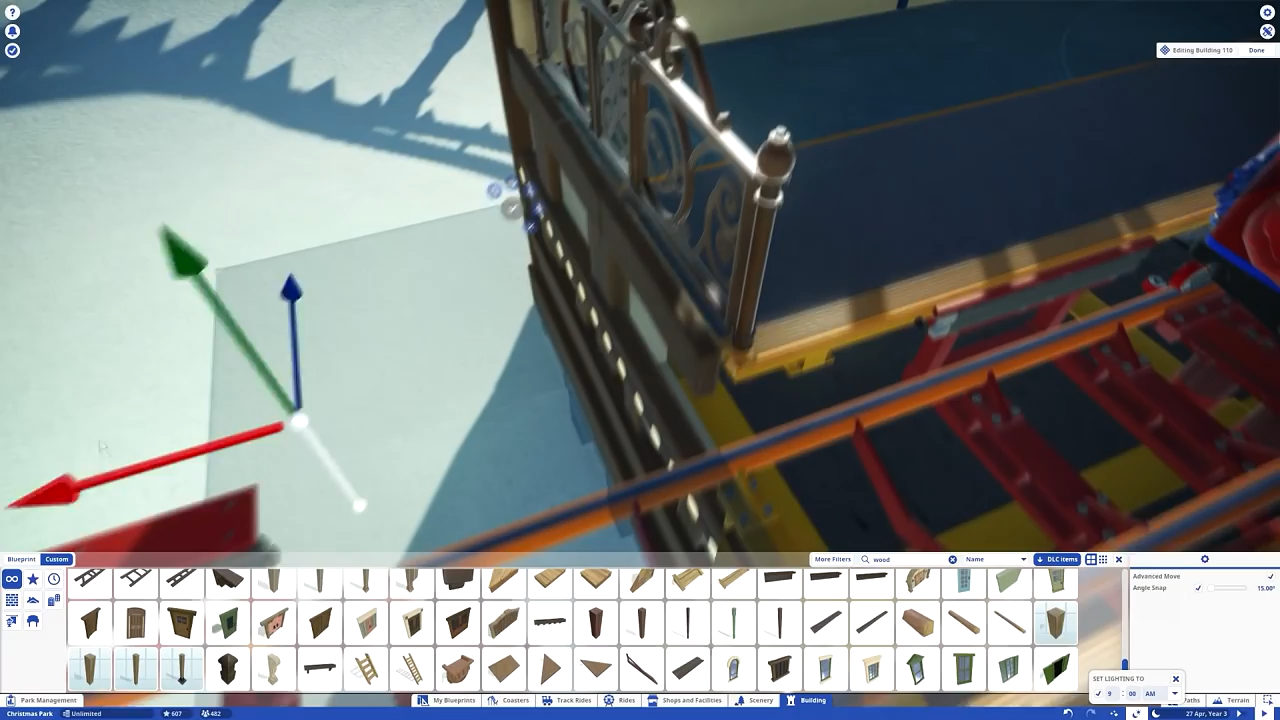 ?
Editing Building 110 Done
Blueprint Custom
More Filters wood Name DLC items
Advanced Move
Angle Snap 15.00°
SET LIGHTING TO
9 : 00 AM
Park Management My Blueprints Coasters Track Rides Rides Shops and Facilities Scenery Building Paths Terrain
Christmas Park Unlimited 607 482 27 Apr, Year 3